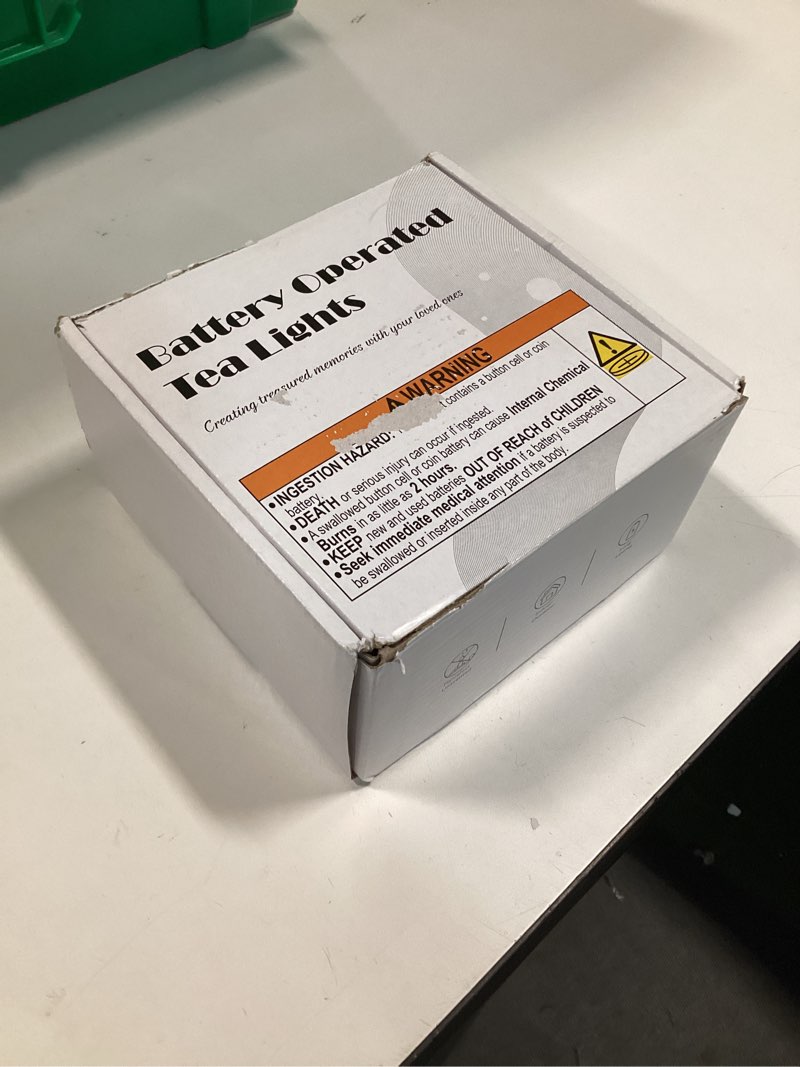 Battery Operated
Tea Lights
Creating treasured memories with your loved ones
WARNING
• INGESTION HAZARD: contains a button cell or coin
battery.
• DEATH or serious injury can occur if ingested.
• A swallowed button cell or coin battery can cause Internal Chemical
Burns in as little as 2 hours.
• KEEP new and used batteries OUT OF REACH of CHILDREN
• Seek immediate medical attention if a battery is suspected to
be swallowed or inserted inside any part of the body.